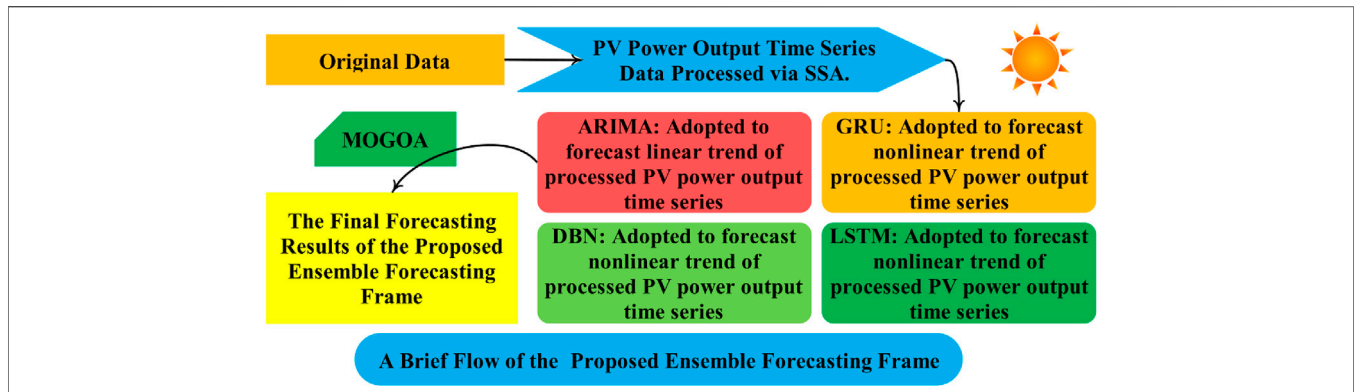 Original Data
PV Power Output Time Series
Data Processed via SSA.
MOGOA
ARIMA: Adopted to
forecast linear trend of
processed PV power output
time series
GRU: Adopted to forecast
nonlinear trend of
processed PV power output
time series
The Final Forecasting
Results of the Proposed
Ensemble Forecasting
Frame
DBN: Adopted to forecast
nonlinear trend of
processed PV power output
time series
LSTM: Adopted to forecast
nonlinear trend of
processed PV power output
time series
A Brief Flow of the Proposed Ensemble Forecasting Frame